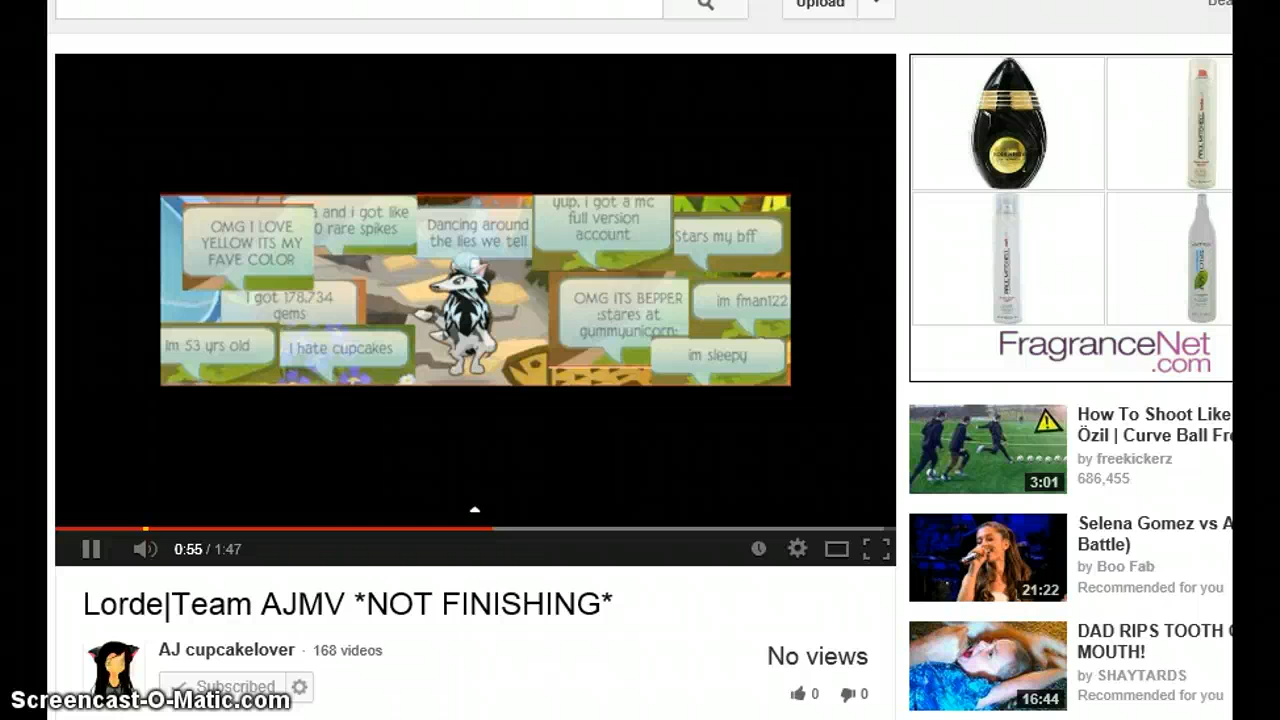 Upload
OMG I LOVE
YELLOW ITS MY
FAVE COLOR
and i got like
0 rare spikes
Dancing around
the lies we tell
yup, i got a mc
full version
account
Stars my bff
I got 178,734
gems
OMG ITS BEPPER
:stares at
gummyunicorn:
im fman122
Im 53 yrs old
I hate cupcakes
im sleepy
0:55 / 1:47
Lorde|Team AJMV *NOT FINISHING*
AJ cupcakelover · 168 videos
Subscribed
No views
0 0
PAUL MITCHELL
PAUL MITCHELL
FragranceNet
.com
How To Shoot Like
Özil | Curve Ball Fr
by freekickerz
686,455
3:01
Selena Gomez vs A
Battle)
by Boo Fab
Recommended for you
21:22
DAD RIPS TOOTH
MOUTH!
by SHAYTARDS
Recommended for you
16:44
Screencast-O-Matic.com